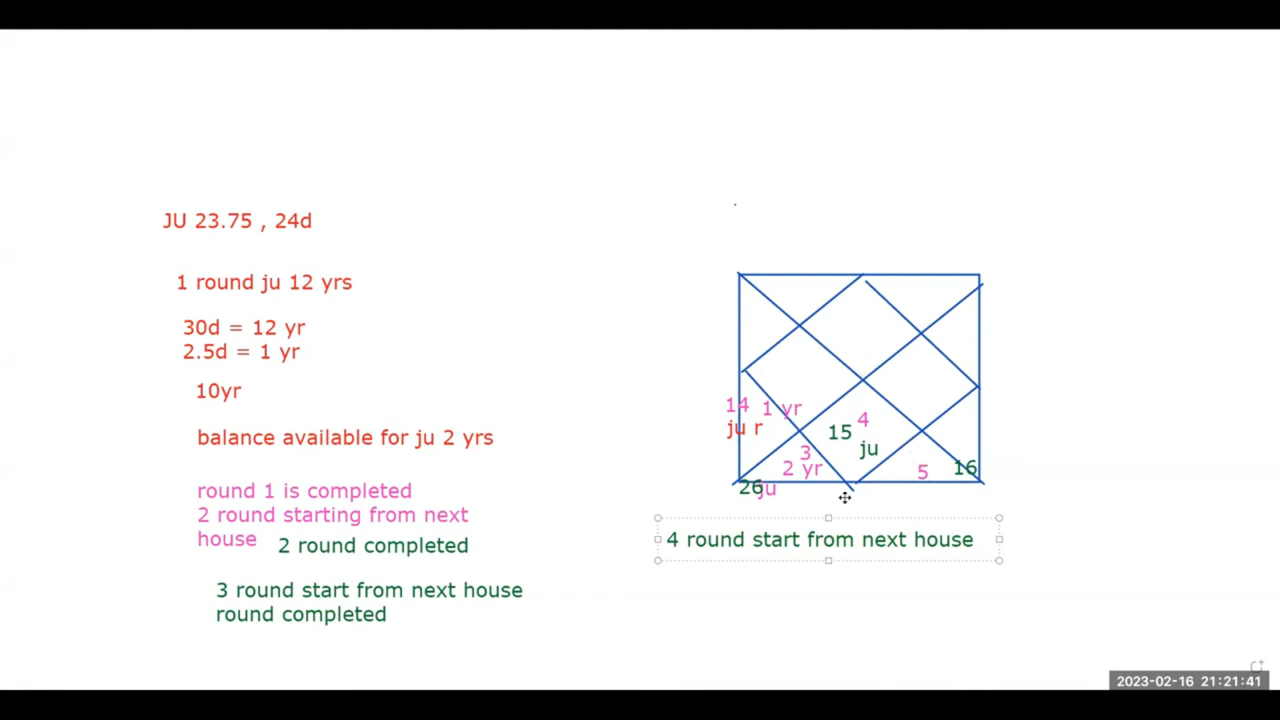 JU 23.75 , 24d
1 round ju 12 yrs
30d = 12 yr
2.5d = 1 yr
10yr
balance available for ju 2 yrs
round 1 is completed
2 round starting from next
house
2 round completed
3 round start from next house
round completed
14
1 yr
ju r
4
15
ju
3
2 yr
26
ju
5
16
4 round start from next house
2023-02-16 21:21:41